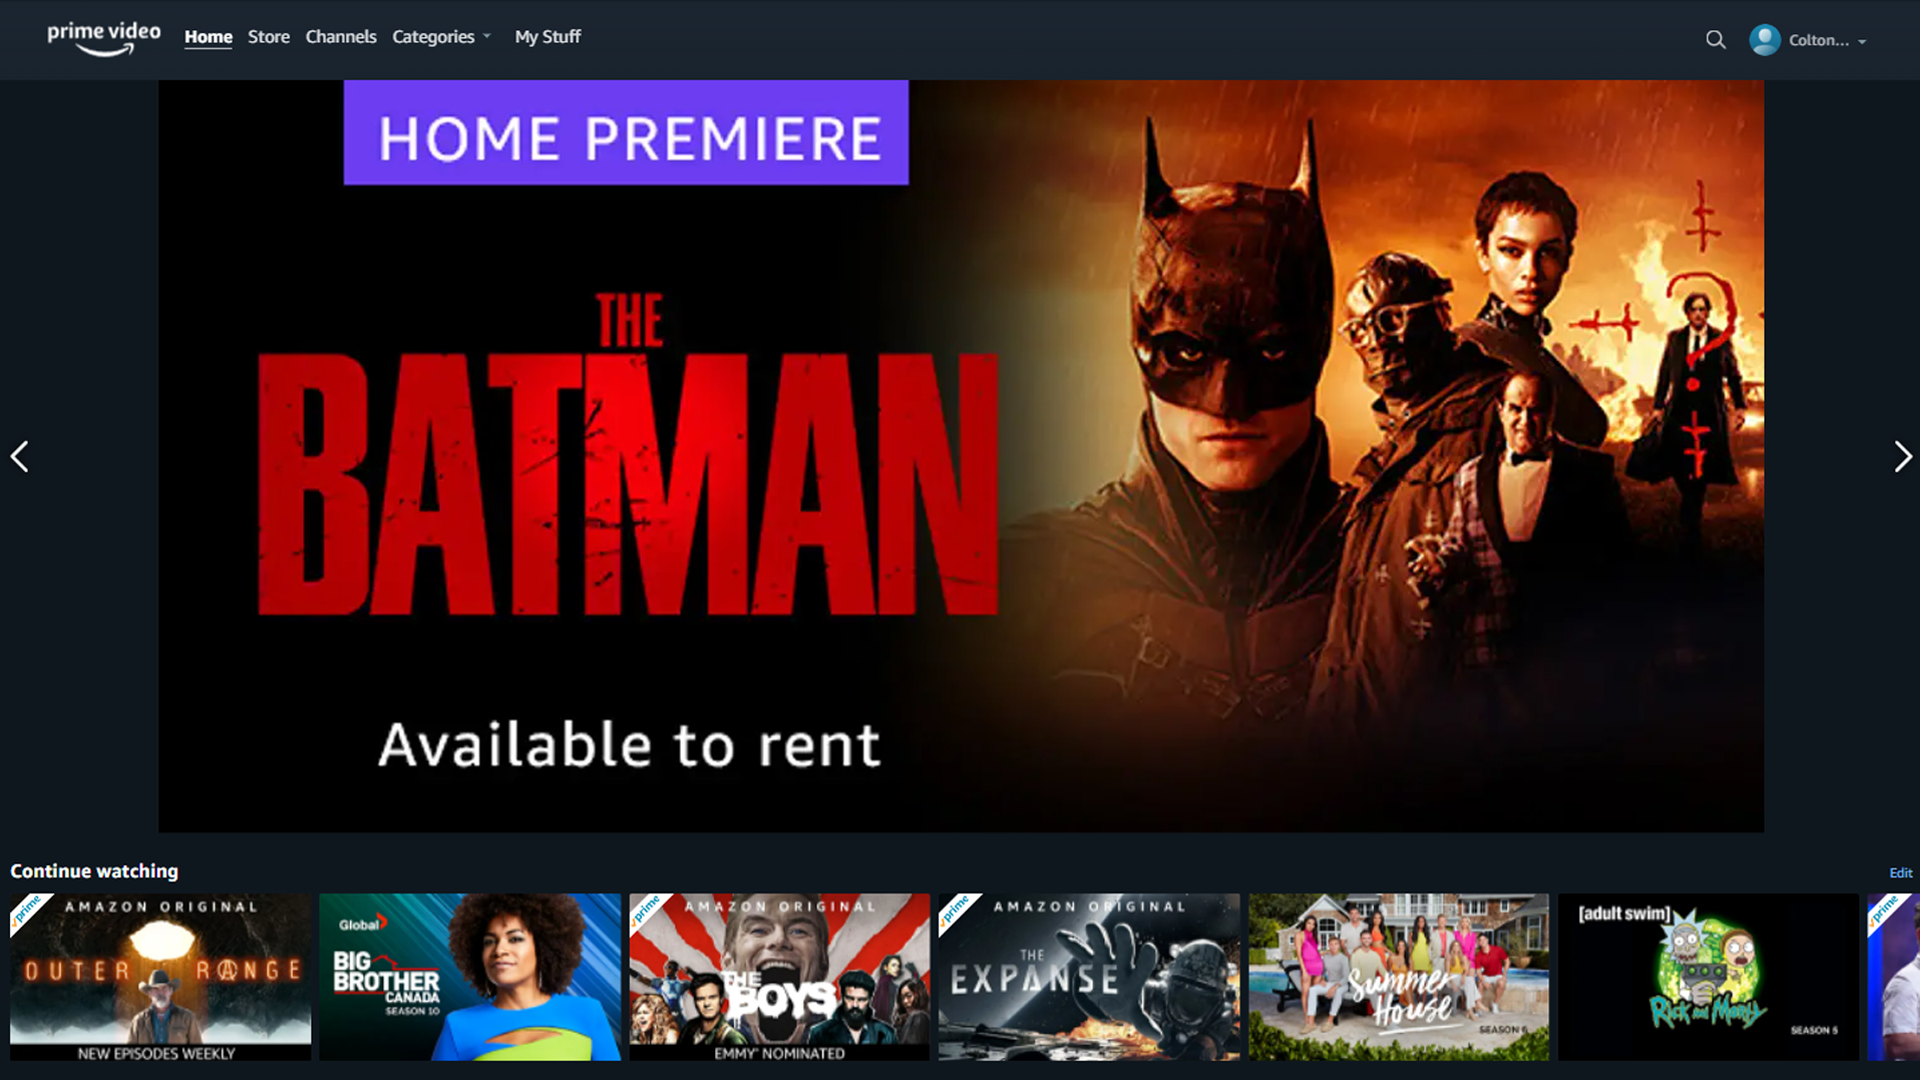 prime video
Home
Store
Channels
Categories
My Stuff
Colton...
HOME PREMIERE
THE
BATMAN
Available to rent
Continue watching
Edit
prime
AMAZON ORIGINAL
OUTER RANGE
NEW EPISODES WEEKLY
Global
BIG
BROTHER
CANADA
SEASON 10
prime
AMAZON ORIGINAL
THE
BOYS
EMMY® NOMINATED
prime
AMAZON ORIGINAL
THE
EXPANSE
Summer
House
SEASON 6
[adult swim]
RICK and MORTY
SEASON 5
prime